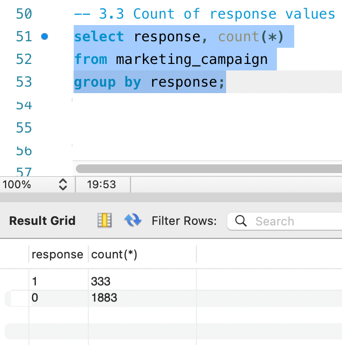 50 -- 3.3 Count of response values
51 select response, count(*)
52 from marketing_campaign
53 group by response;
54
55
56
57
100% 19:53
Result Grid Filter Rows: Search
response count(*)
1 333
0 1883